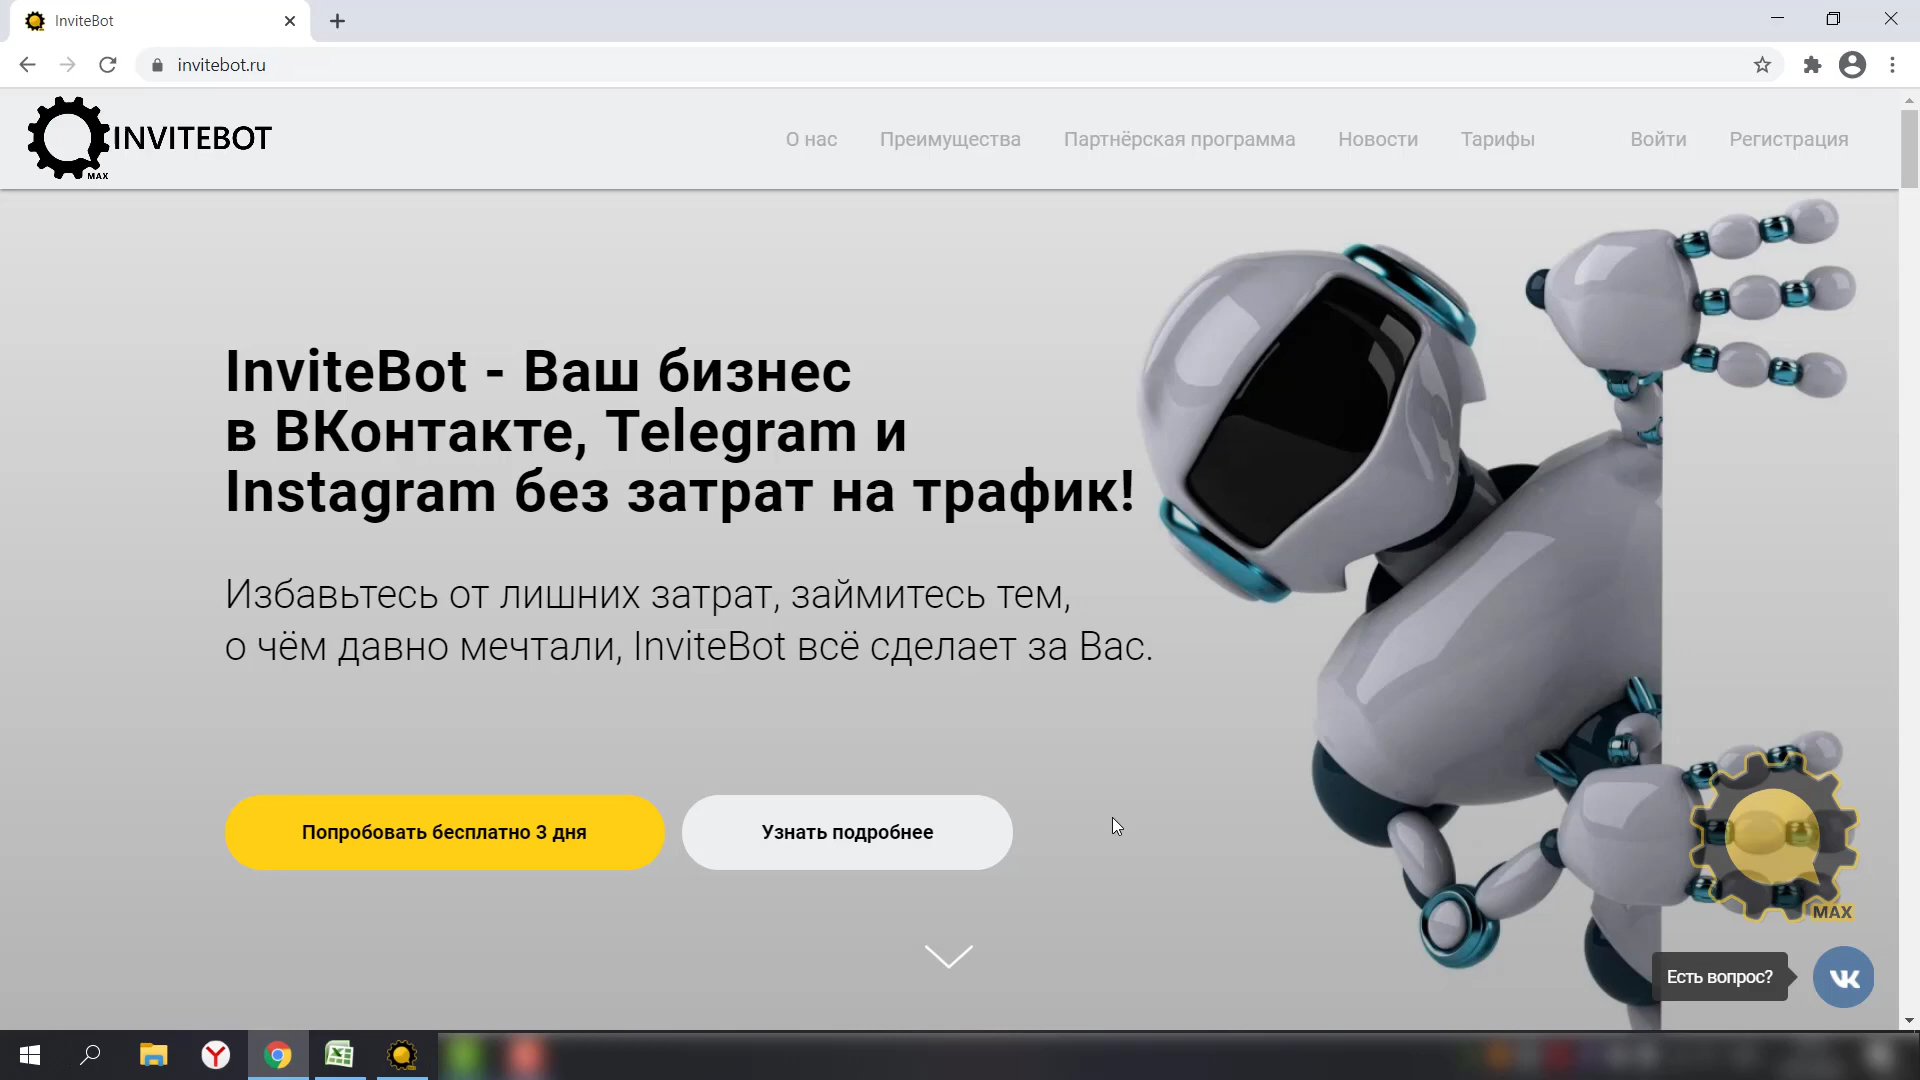 InviteBot
invitebot.ru
INVITEBOT
MAX
О нас Преимущества Партнёрская программа Новости Тарифы Войти Регистрация
InviteBot - Ваш бизнес
в ВКонтакте, Telegram и
Instagram без затрат на трафик!
Избавьтесь от лишних затрат, займитесь тем,
о чём давно мечтали, InviteBot всё сделает за Вас.
Попробовать бесплатно 3 дня Узнать подробнее
MAX
Есть вопрос?